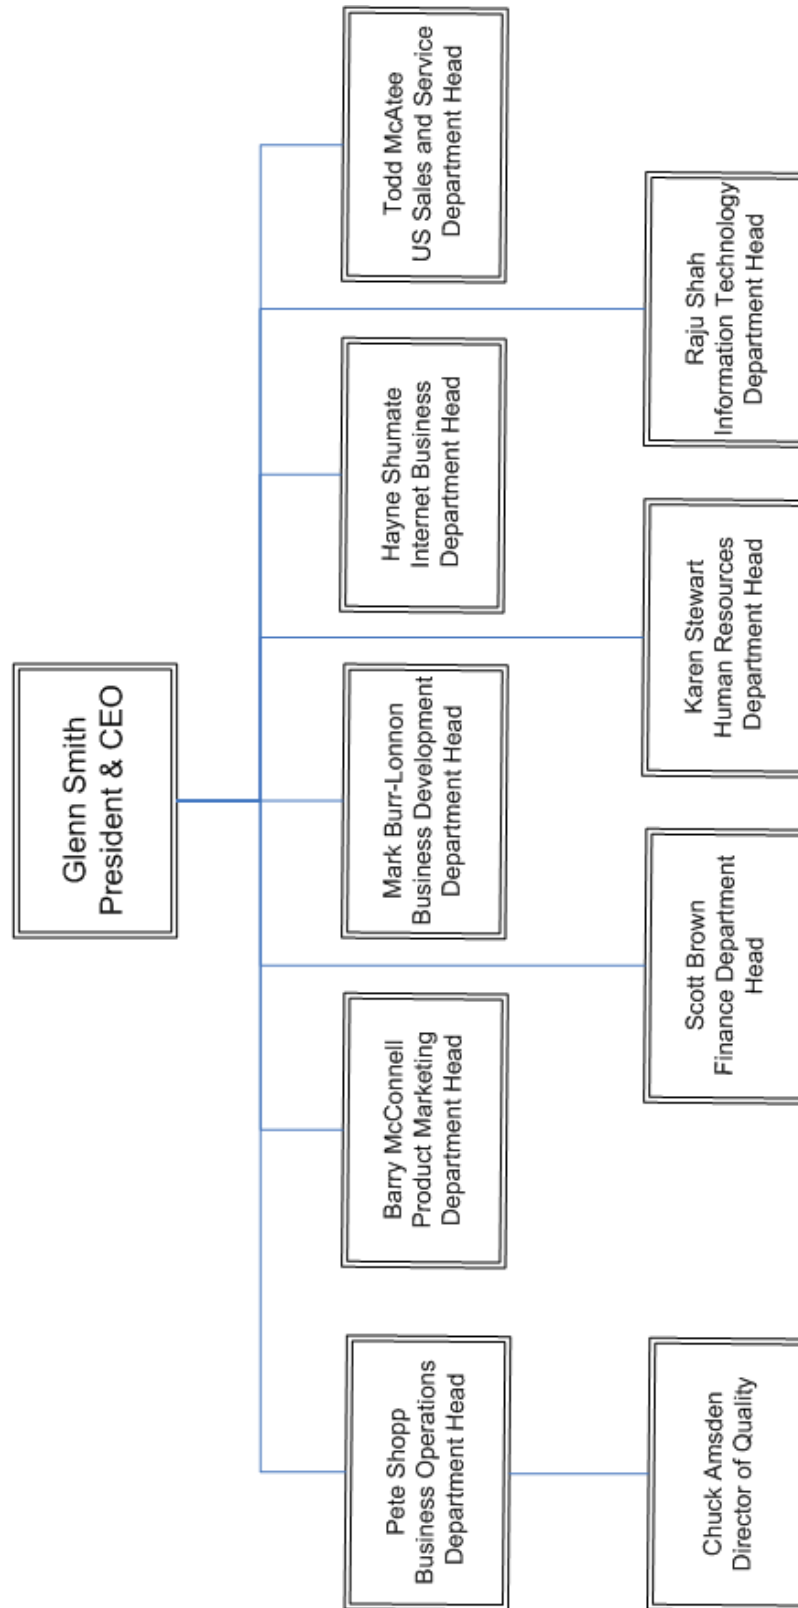 Glenn Smith
President & CEO
Pete Shopp
Business Operations
Department Head
Barry McConnell
Product Marketing
Department Head
Mark Burr-Lonnon
Business Development
Department Head
Hayne Shumate
Internet Business
Department Head
Todd McAtee
US Sales and Service
Department Head
Chuck Amsden
Director of Quality
Scott Brown
Finance Department
Head
Karen Stewart
Human Resources
Department Head
Raju Shah
Information Technology
Department Head